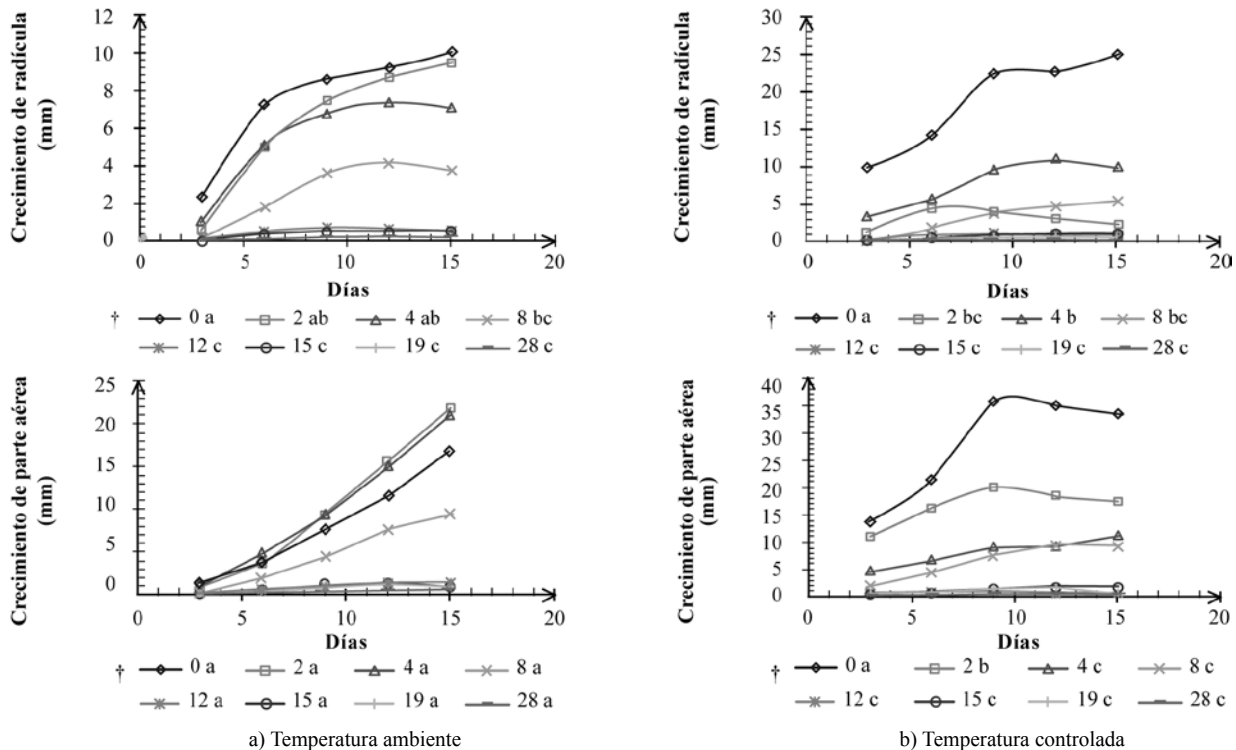 Crecimiento de radícula
(mm)
12
10
8
6
4
2
0
0
5
10
15
20
Días
† 0 a 2 ab 4 ab 8 bc
12 c 15 c 19 c 28 c
Crecimiento de radícula
(mm)
30
25
20
15
10
5
0
0
5
10
15
20
Días
† 0 a 2 bc 4 b 8 bc
12 c 15 c 19 c 28 c
Crecimiento de parte aérea
(mm)
25
20
15
10
5
0
0
5
10
15
20
Días
† 0 a 2 a 4 a 8 a
12 a 15 a 19 a 28 a
a) Temperatura ambiente
Crecimiento de parte aérea
(mm)
40
35
30
25
20
15
10
5
0
0
5
10
15
20
Días
† 0 a 2 b 4 c 8 c
12 c 15 c 19 c 28 c
b) Temperatura controlada